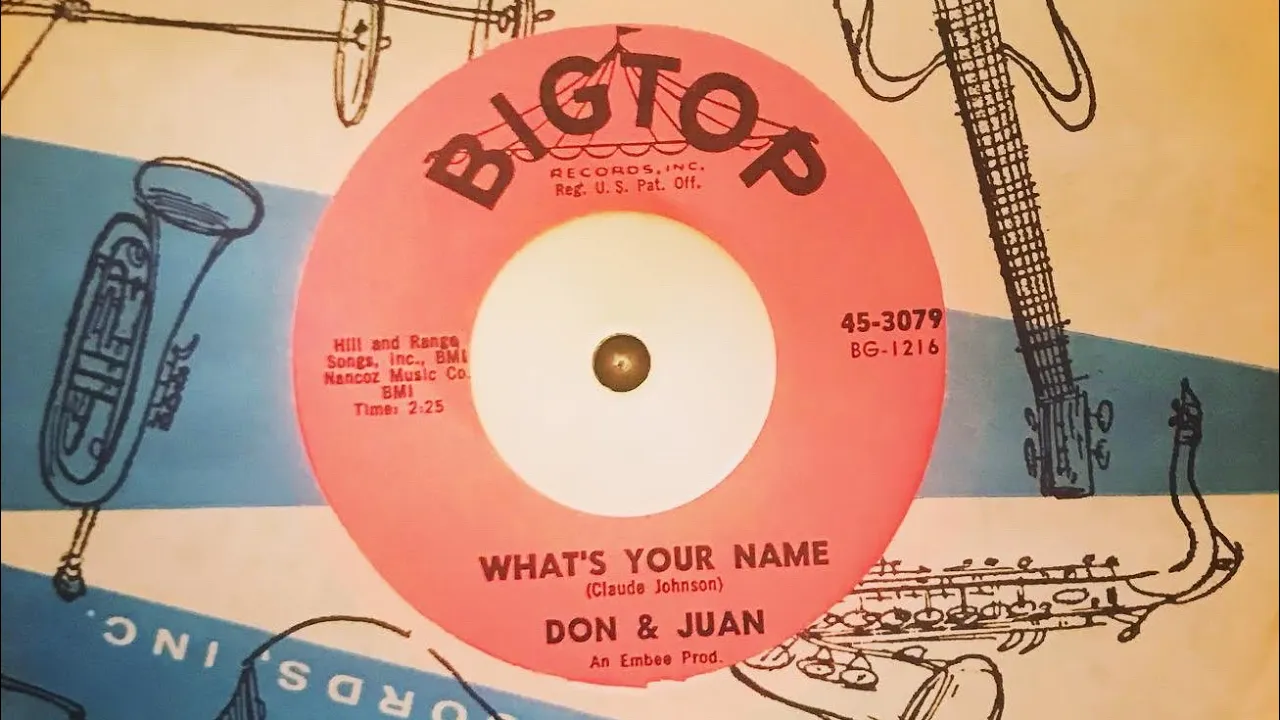 BIGTOP
RECORDS, INC.
Reg. U. S. Pat. Off.
Hill and Range
Songs, Inc., BMI
Nancoz Music Co.
BMI
Time: 2:25
45-3079
BG-1216
WHAT'S YOUR NAME
(Claude Johnson)
DON & JUAN
An Embee Prod.
ORDS, INC.